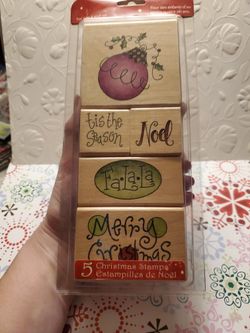 'tis the
Season
Noel
Fa-La-La
Merry
Christmas
5 Christmas Stamps
Estampilles de Noël